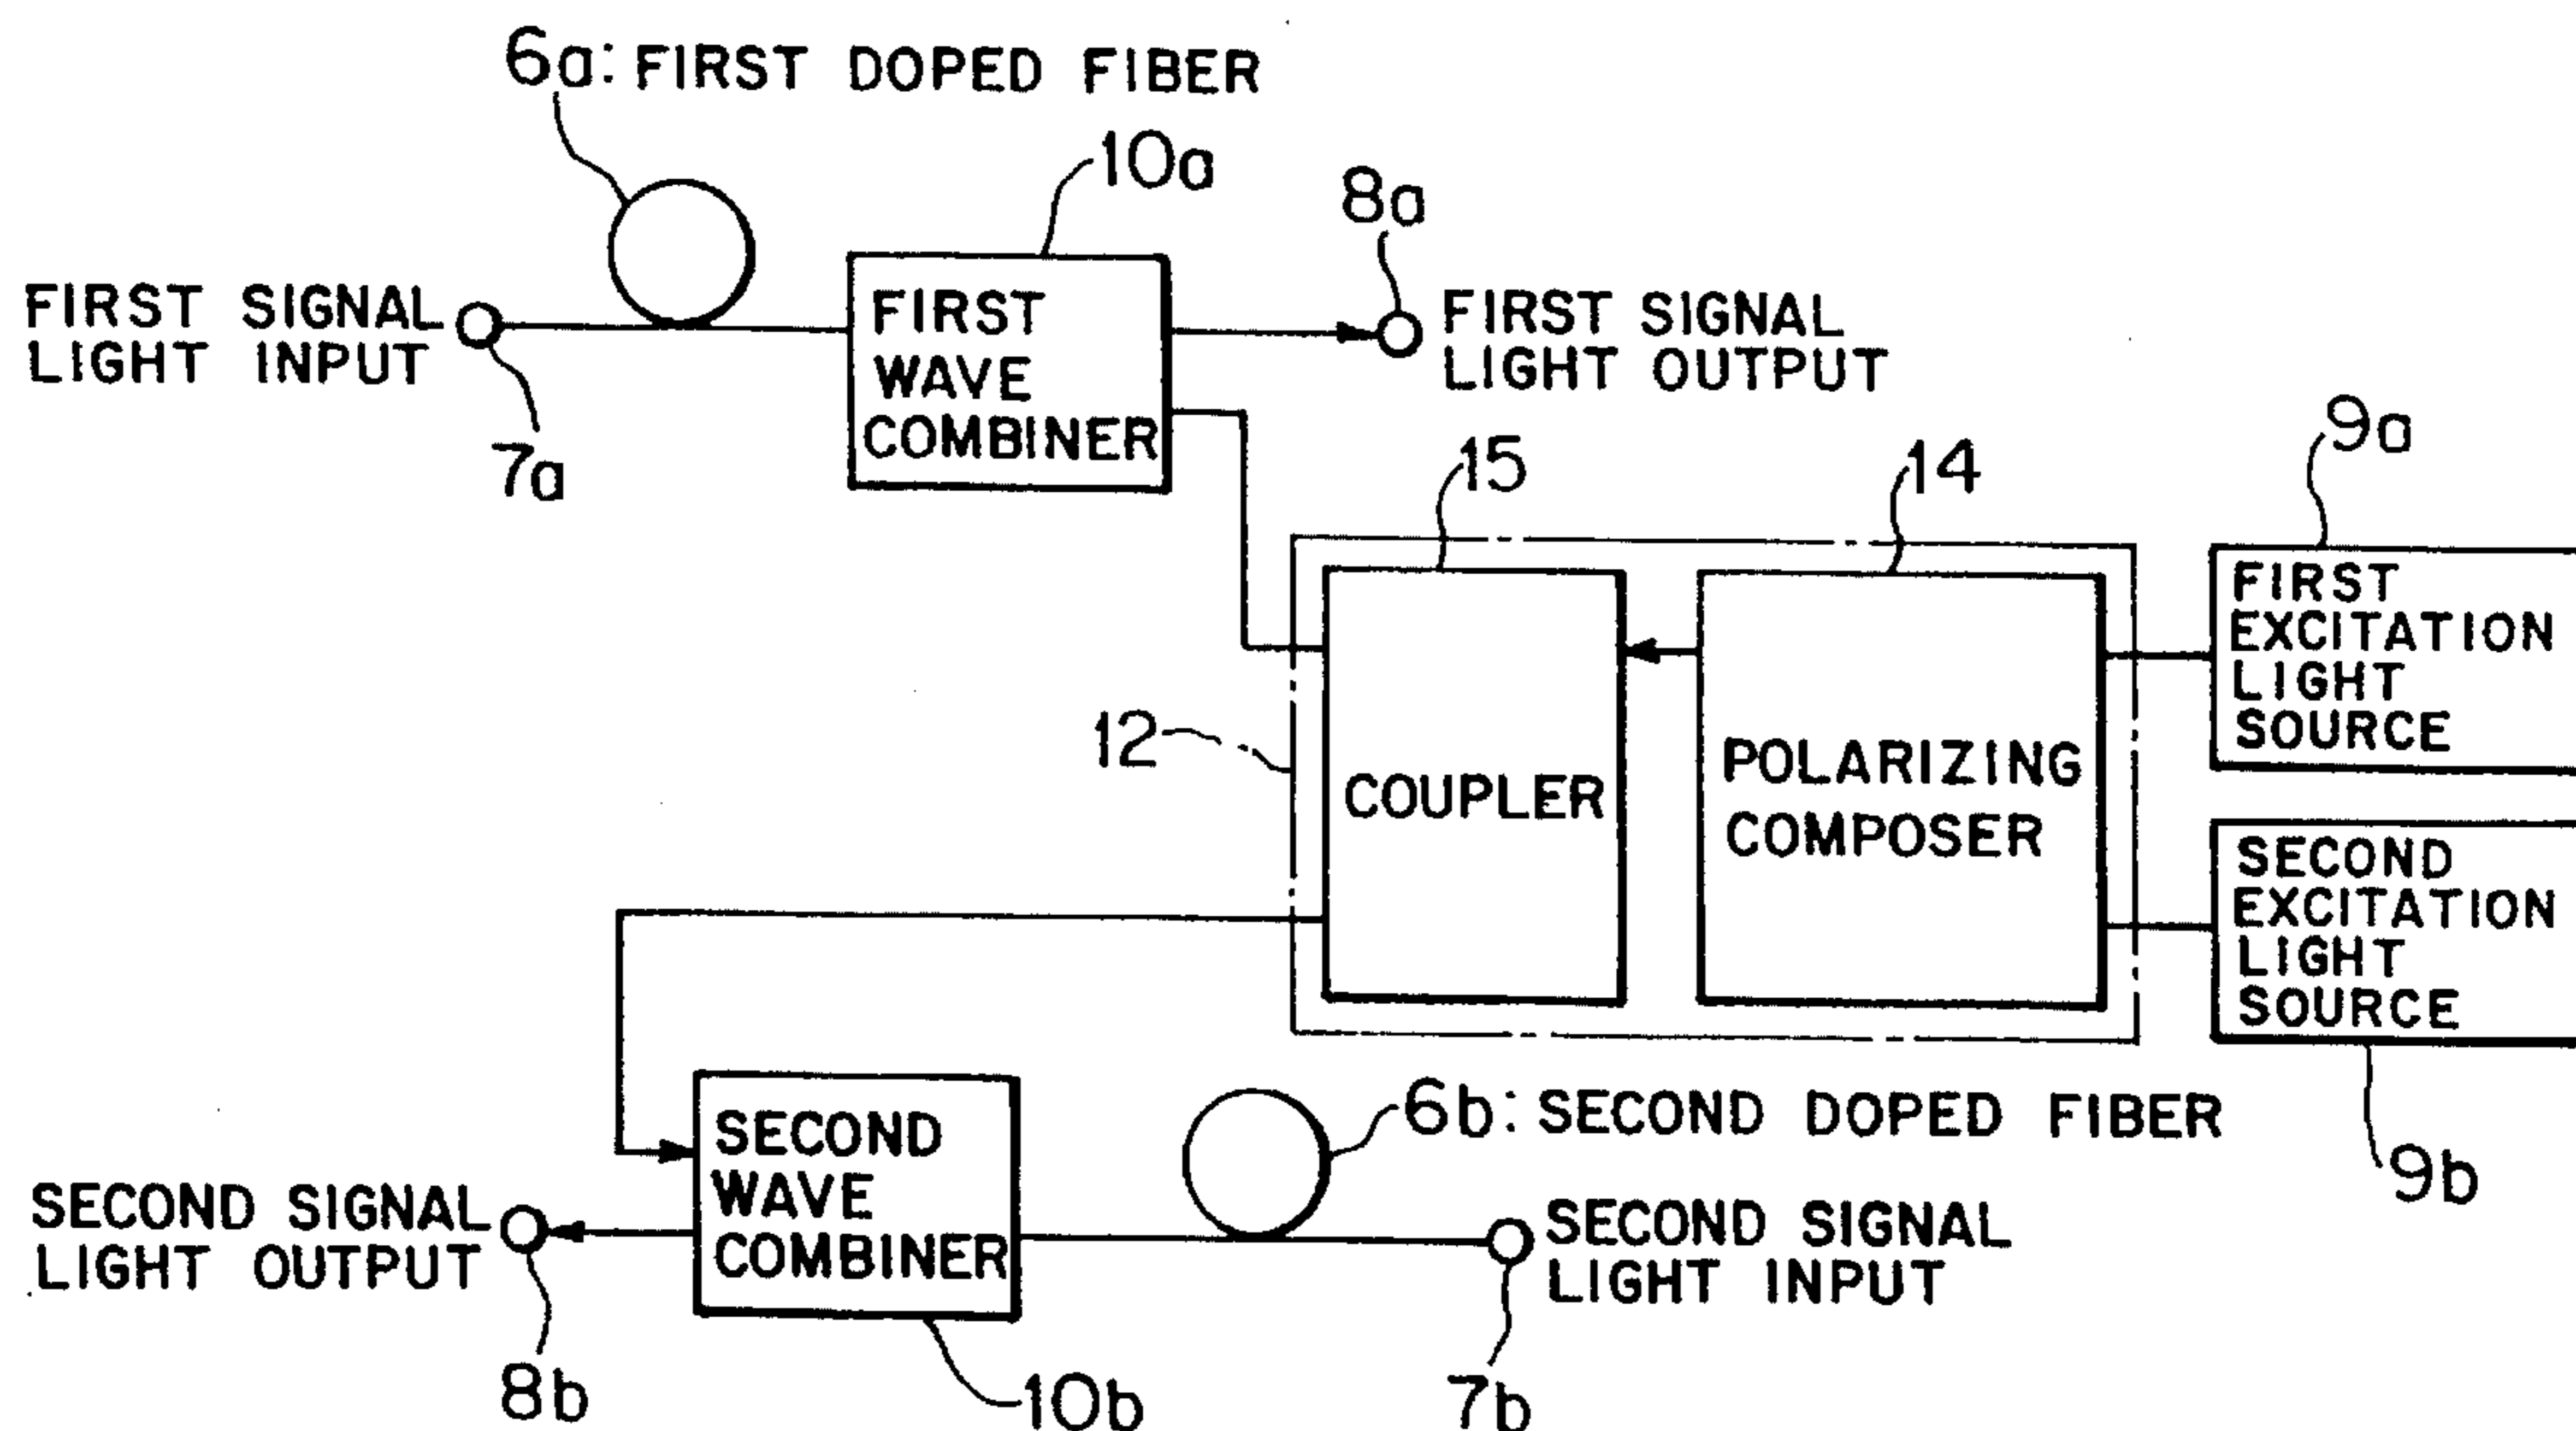 6a: FIRST DOPED FIBER
10a
8a
FIRST SIGNAL
LIGHT INPUT
7a
FIRST
WAVE
COMBINER
FIRST SIGNAL
LIGHT OUTPUT
15
14
9a
FIRST
EXCITATION
LIGHT
SOURCE
12
COUPLER
POLARIZING
COMPOSER
SECOND
EXCITATION
LIGHT
SOURCE
9b
SECOND
WAVE
COMBINER
6b: SECOND DOPED FIBER
SECOND SIGNAL
LIGHT OUTPUT
8b
10b
SECOND SIGNAL
LIGHT INPUT
7b